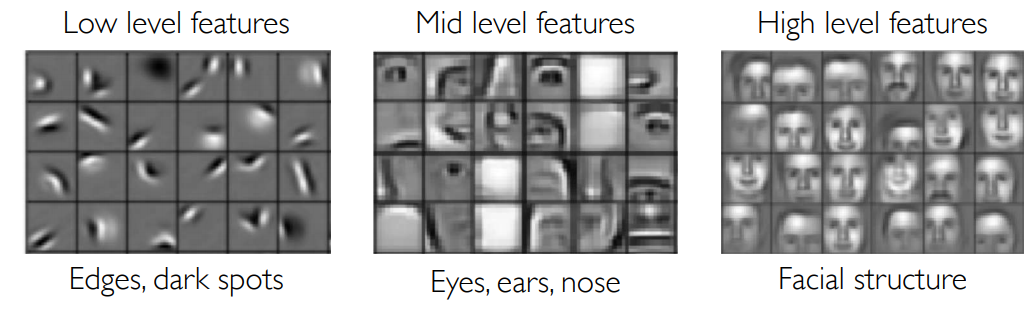 Low level features
Mid level features
High level features
Edges, dark spots
Eyes, ears, nose
Facial structure